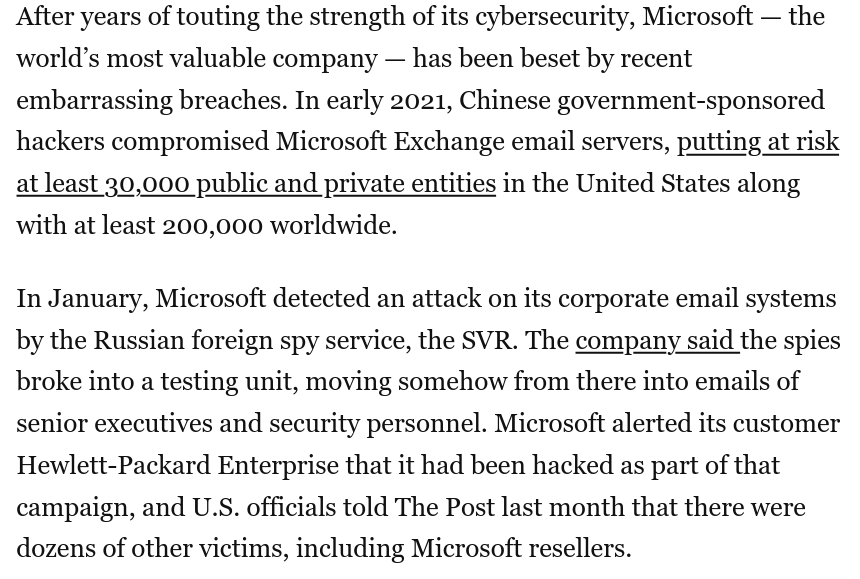 After years of touting the strength of its cybersecurity, Microsoft — the
world’s most valuable company — has been beset by recent
embarrassing breaches. In early 2021, Chinese government-sponsored
hackers compromised Microsoft Exchange email servers, putting at risk
at least 30,000 public and private entities in the United States along
with at least 200,000 worldwide.
In January, Microsoft detected an attack on its corporate email systems
by the Russian foreign spy service, the SVR. The company said the spies
broke into a testing unit, moving somehow from there into emails of
senior executives and security personnel. Microsoft alerted its customer
Hewlett-Packard Enterprise that it had been hacked as part of that
campaign, and U.S. officials told The Post last month that there were
dozens of other victims, including Microsoft resellers.